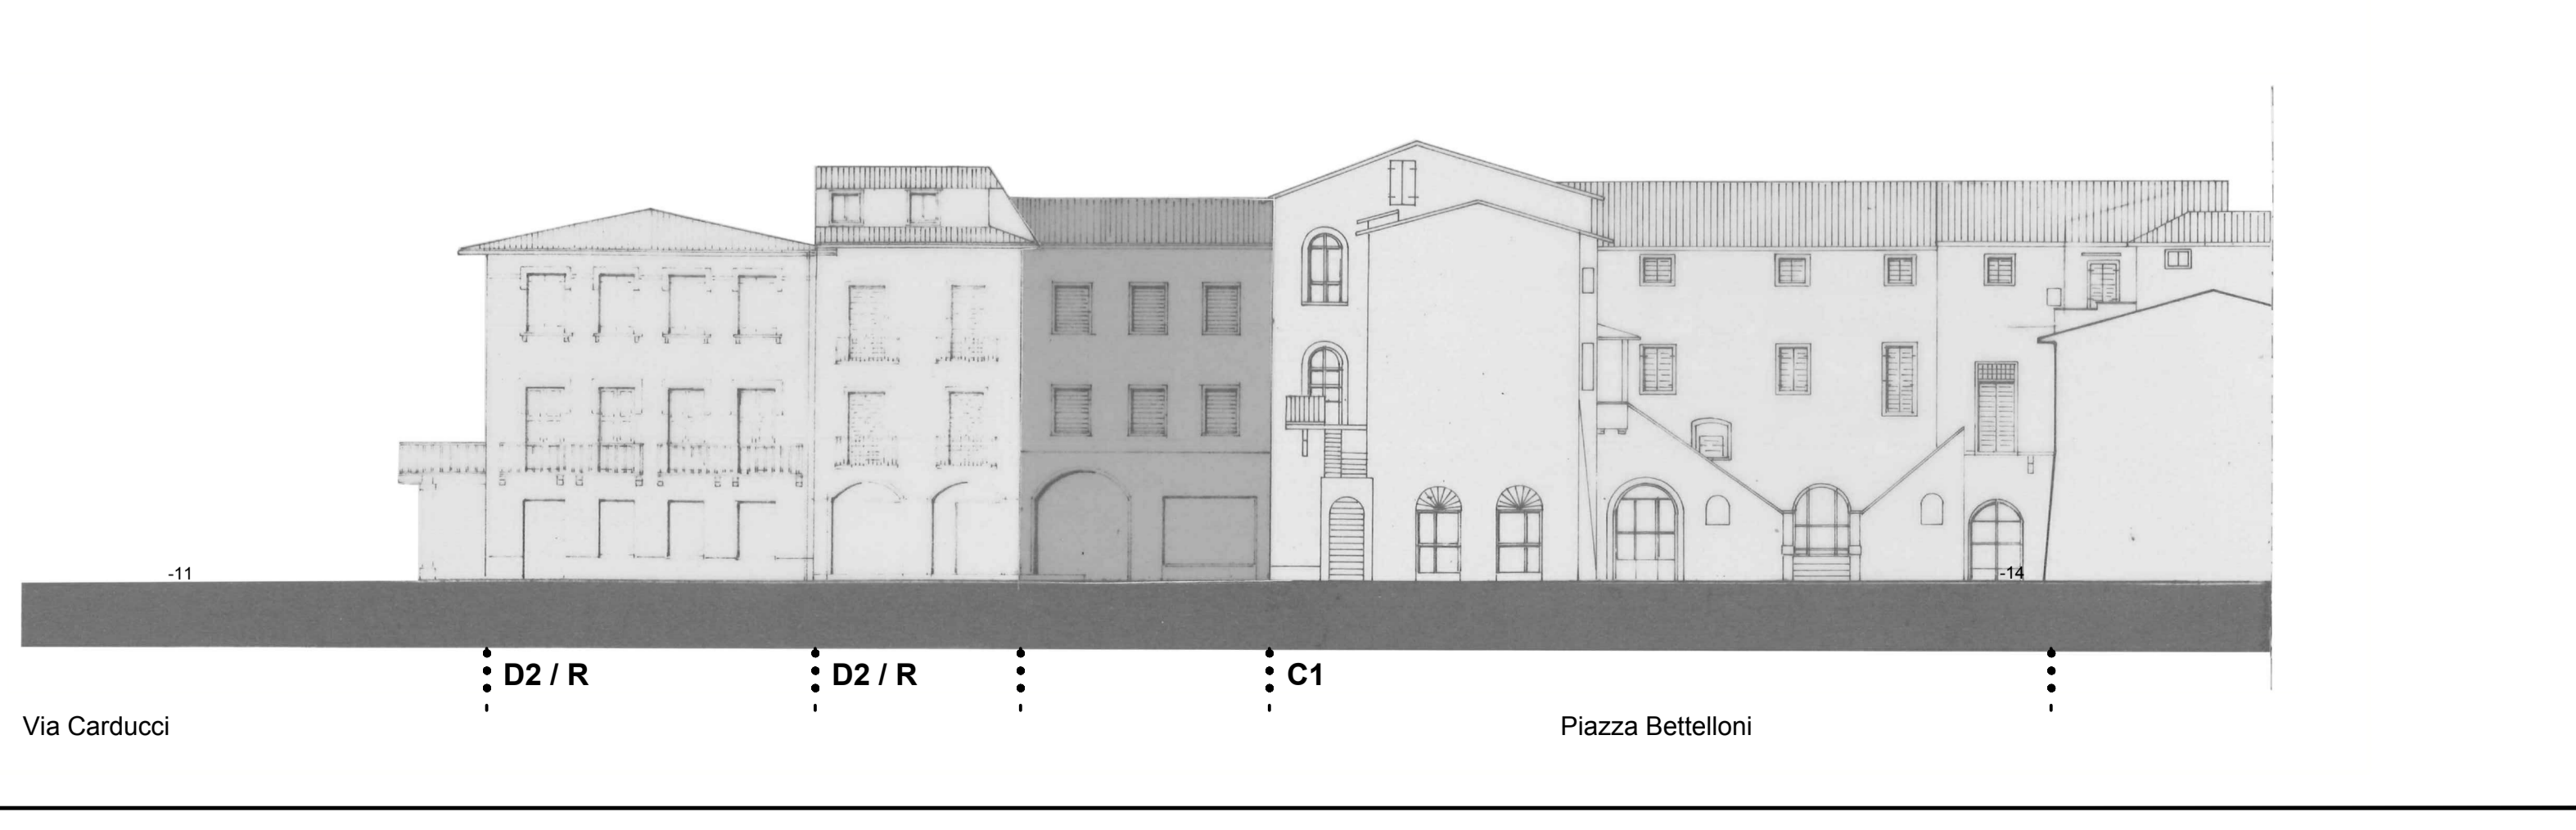 -11
-14
D2 / R
D2 / R
C1
Via Carducci
Piazza Bettelloni